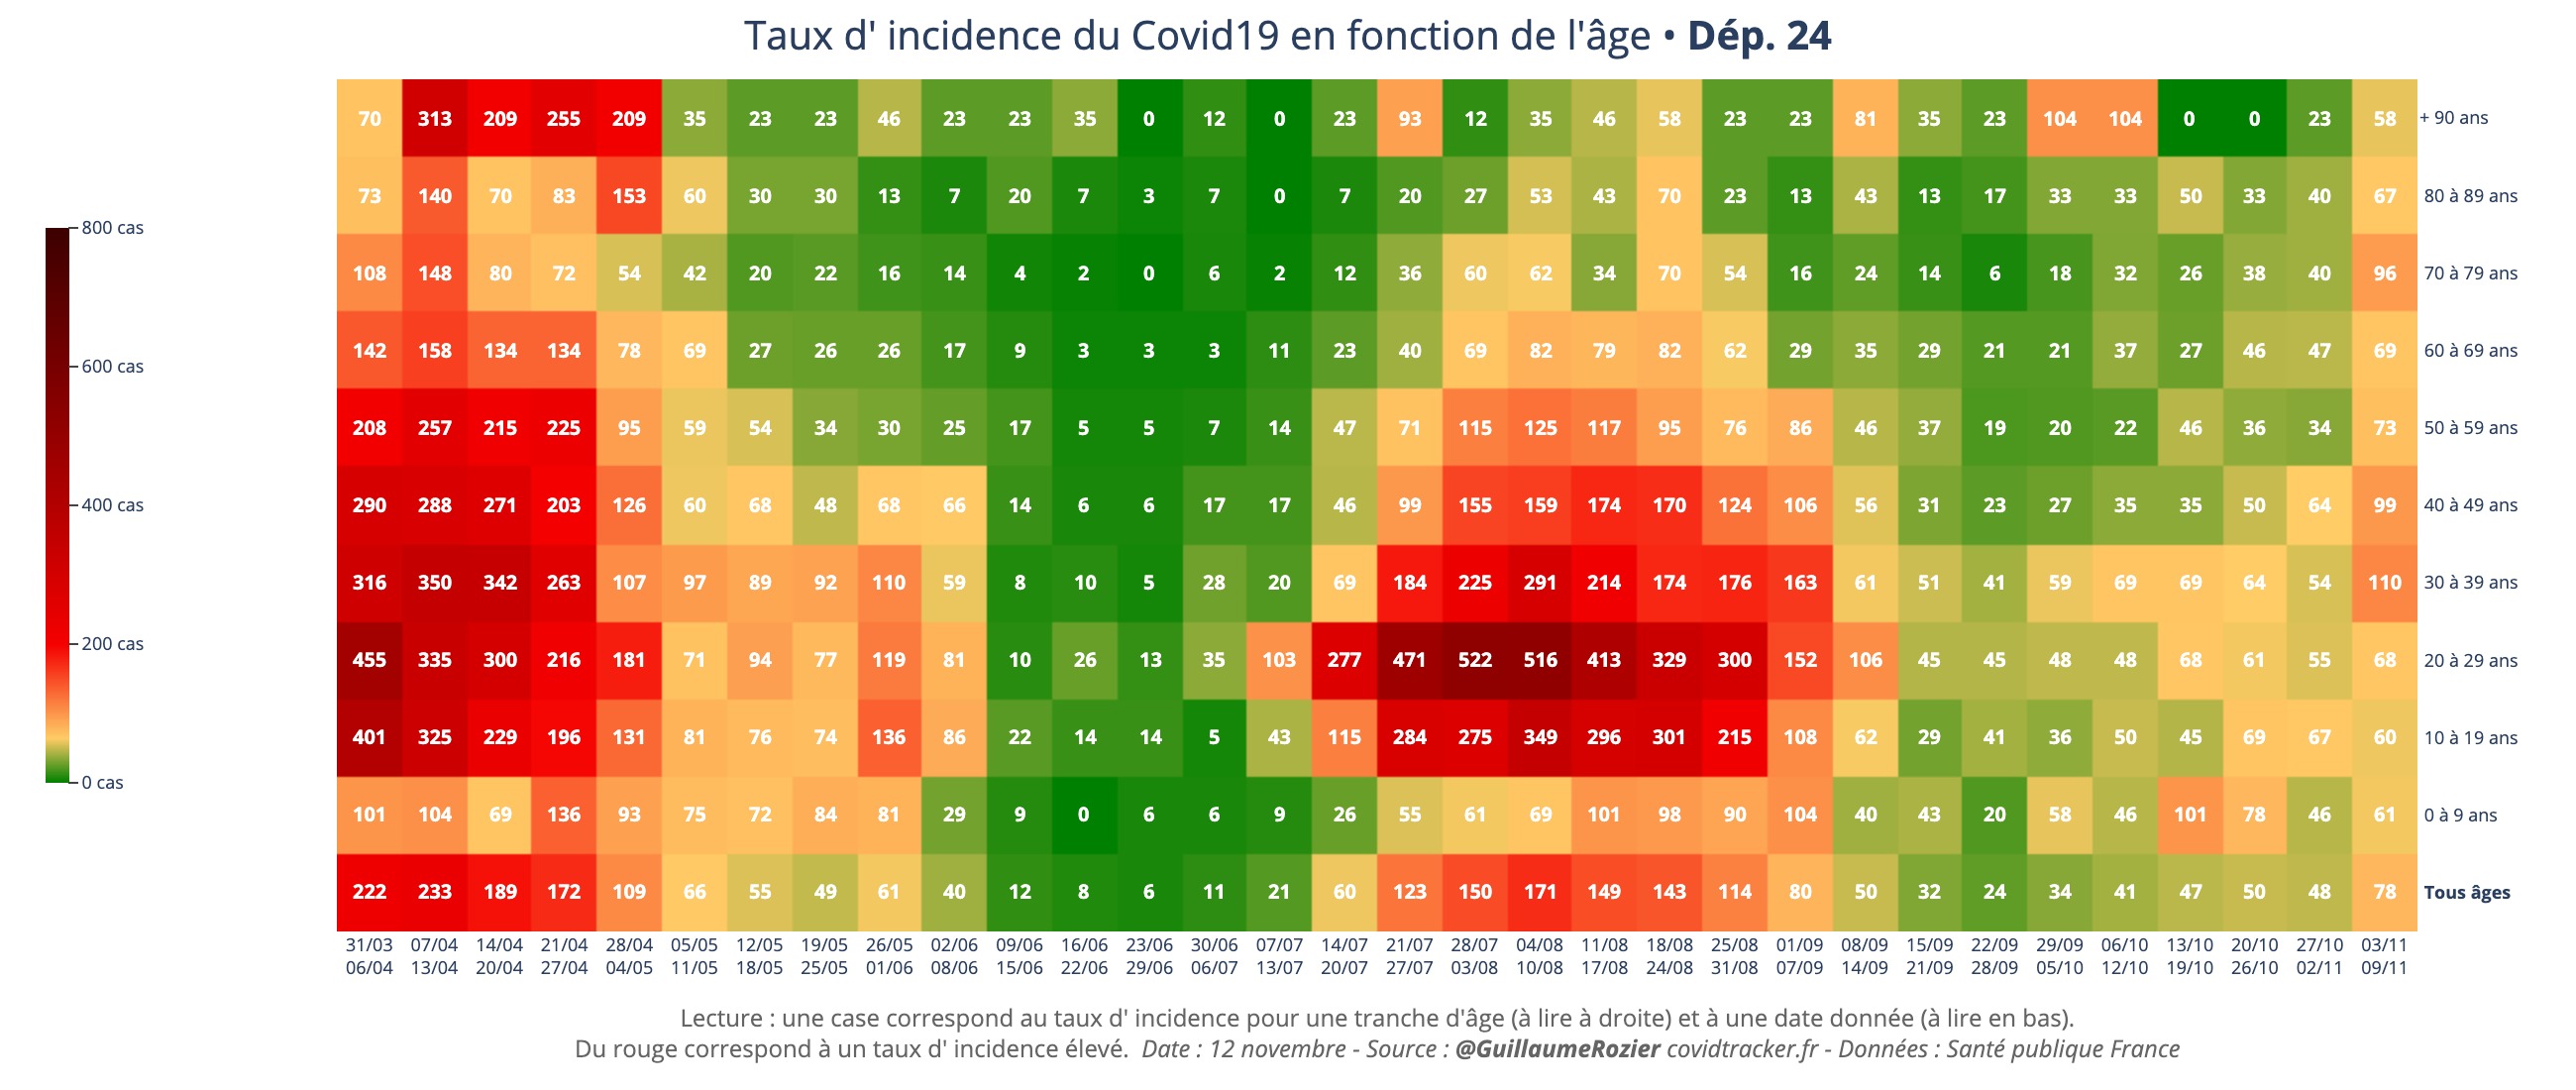 Taux d' incidence du Covid19 en fonction de l'âge • Dép. 24
800 cas
600 cas
400 cas
200 cas
0 cas
70 313 209 255 209 35 23 23 46 23 23 35 0 12 0 23 93 12 35 46 58 23 23 81 35 23 104 104 0 0 23 58 + 90 ans
73 140 70 83 153 60 30 30 13 7 20 7 3 7 0 7 20 27 53 43 70 23 13 43 13 17 33 33 50 33 40 67 80 à 89 ans
108 148 80 72 54 42 20 22 16 14 4 2 0 6 2 12 36 60 62 34 70 54 16 24 14 6 18 32 26 38 40 96 70 à 79 ans
142 158 134 134 78 69 27 26 26 17 9 3 3 3 11 23 40 69 82 79 82 62 29 35 29 21 21 37 27 46 47 69 60 à 69 ans
208 257 215 225 95 59 54 34 30 25 17 5 5 7 14 47 71 115 125 117 95 76 86 46 37 19 20 22 46 36 34 73 50 à 59 ans
290 288 271 203 126 60 68 48 68 66 14 6 6 17 17 46 99 155 159 174 170 124 106 56 31 23 27 35 35 50 64 99 40 à 49 ans
316 350 342 263 107 97 89 92 110 59 8 10 5 28 20 69 184 225 291 214 174 176 163 61 51 41 59 69 69 64 54 110 30 à 39 ans
455 335 300 216 181 71 94 77 119 81 10 26 13 35 103 277 471 522 516 413 329 300 152 106 45 45 48 48 68 61 55 68 20 à 29 ans
401 325 229 196 131 81 76 74 136 86 22 14 14 5 43 115 284 275 349 296 301 215 108 62 29 41 36 50 45 69 67 60 10 à 19 ans
101 104 69 136 93 75 72 84 81 29 9 0 6 6 9 26 55 61 69 101 98 90 104 40 43 20 58 46 101 78 46 61 0 à 9 ans
222 233 189 172 109 66 55 49 61 40 12 8 6 11 21 60 123 150 171 149 143 114 80 50 32 24 34 41 47 50 48 78 Tous âges
31/03 07/04 14/04 21/04 28/04 05/05 12/05 19/05 26/05 02/06 09/06 16/06 23/06 30/06 07/07 14/07 21/07 28/07 04/08 11/08 18/08 25/08 01/09 08/09 15/09 22/09 29/09 06/10 13/10 20/10 27/10 03/11
06/04 13/04 20/04 27/04 04/05 11/05 18/05 25/05 01/06 08/06 15/06 22/06 29/06 06/07 13/07 20/07 27/07 03/08 10/08 17/08 24/08 31/08 07/09 14/09 21/09 28/09 05/10 12/10 19/10 26/10 02/11 09/11
Lecture : une case correspond au taux d' incidence pour une tranche d'âge (à lire à droite) et à une date donnée (à lire en bas).
Du rouge correspond à un taux d' incidence élevé. Date : 12 novembre - Source : @GuillaumeRozier covidtracker.fr - Données : Santé publique France